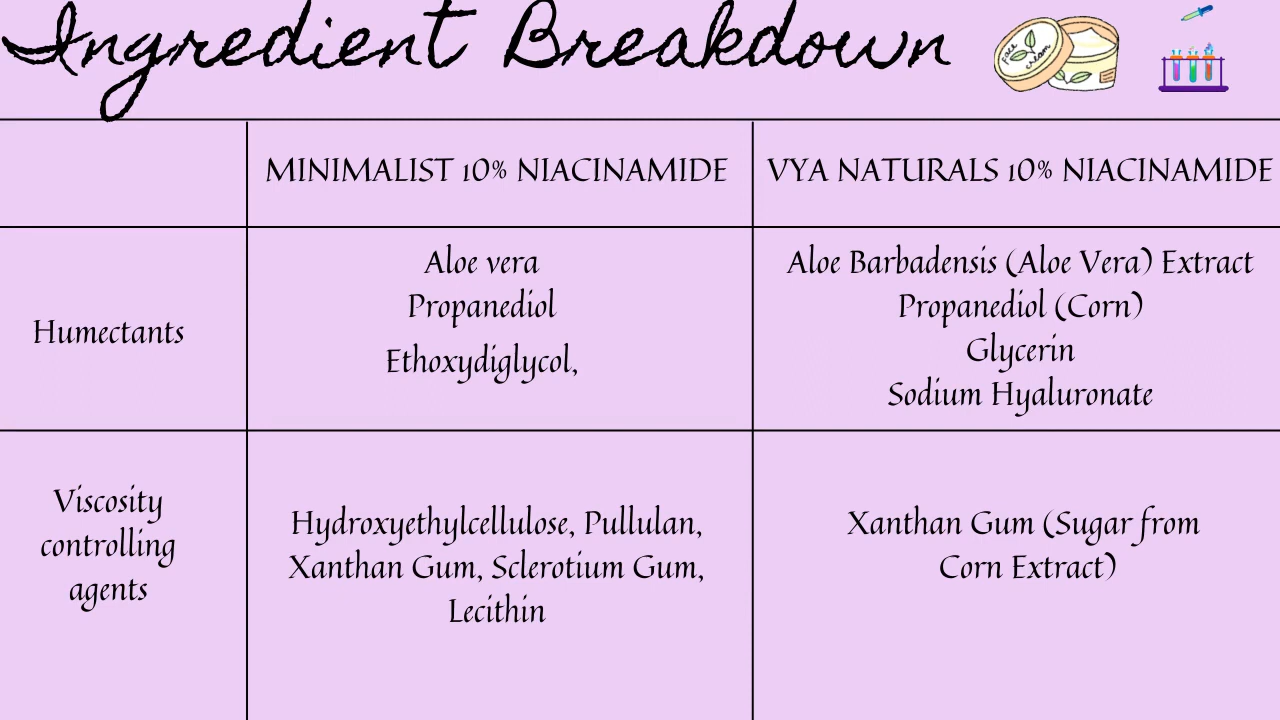 Ingredient Breakdown
face
cream
MINIMALIST 10% NIACINAMIDE
VYA NATURALS 10% NIACINAMIDE
Humectants
Aloe vera
Propanediol
Ethoxydiglycol,
Aloe Barbadensis (Aloe Vera) Extract
Propanediol (Corn)
Glycerin
Sodium Hyaluronate
Viscosity
controlling
agents
Hydroxyethylcellulose, Pullulan,
Xanthan Gum, Sclerotium Gum,
Lecithin
Xanthan Gum (Sugar from
Corn Extract)